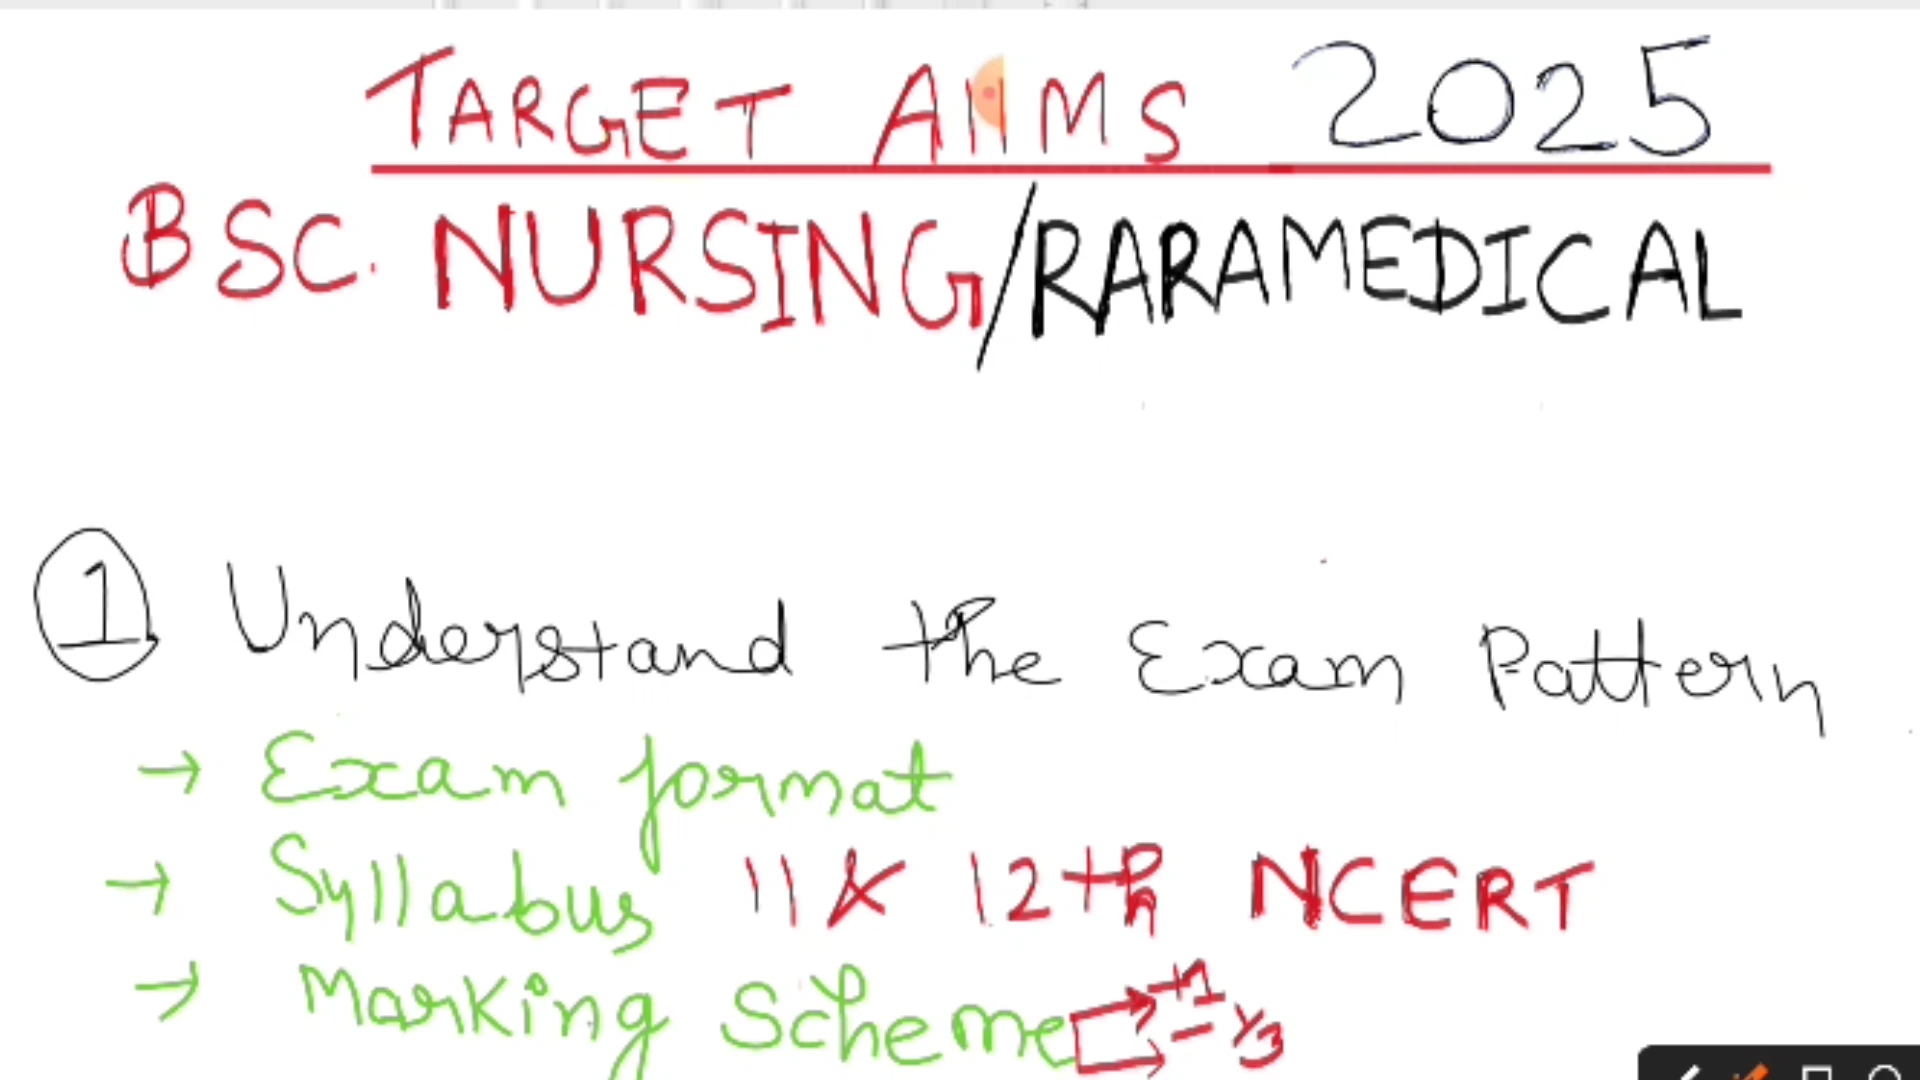 TARGET AIIMS 2025
BSC. NURSING/RARAMEDICAL
1 Understand the Exam Pattern
→ Exam format
→ Syllabus 11 & 12th NCERT
→ Marking Scheme → +1
→ - 1/3